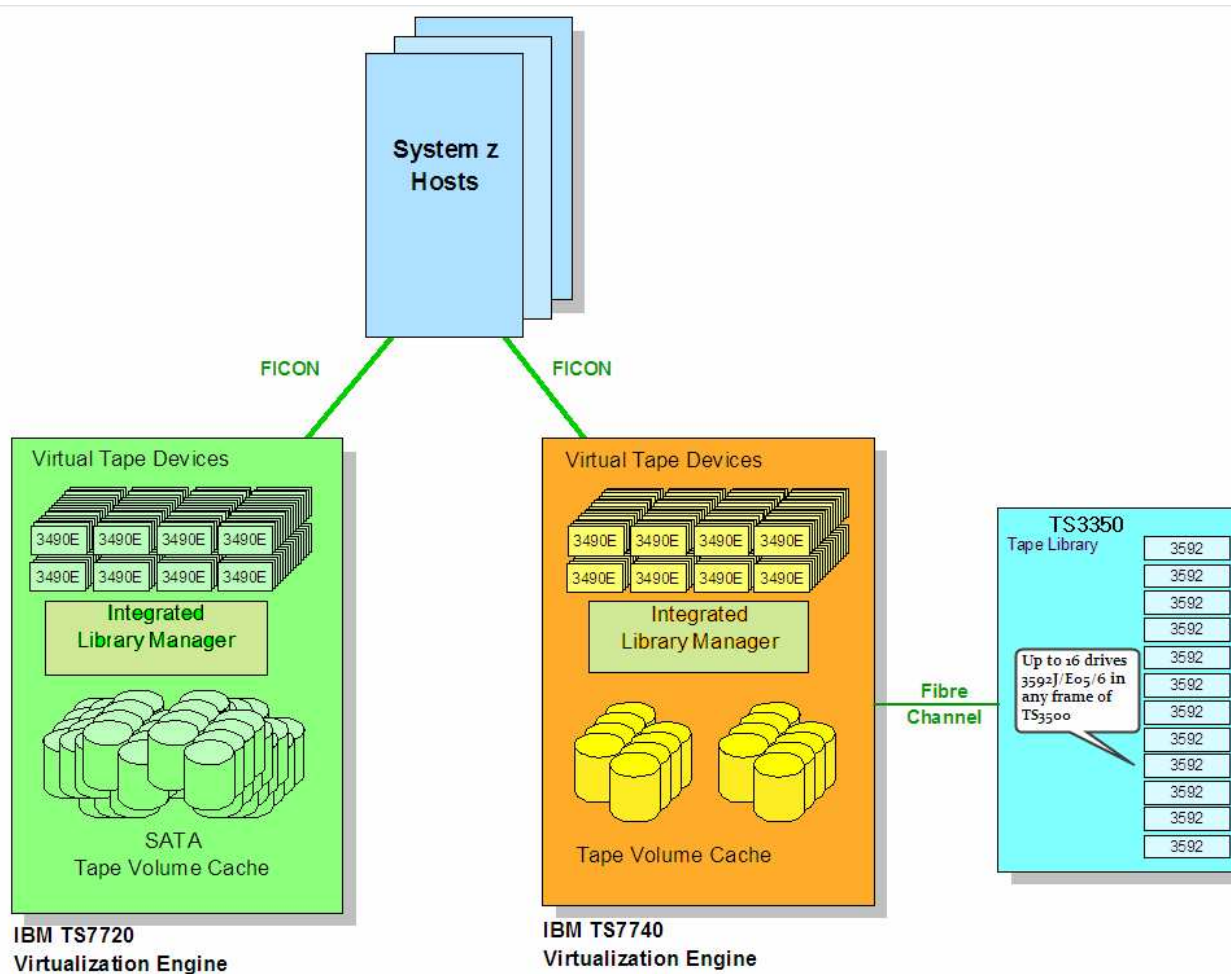 System z
Hosts
FICON
FICON
Virtual Tape Devices
3490E 3490E 3490E 3490E
3490E 3490E 3490E 3490E
Integrated
Library Manager
SATA
Tape Volume Cache
IBM TS7720
Virtualization Engine
Virtual Tape Devices
3490E 3490E 3490E 3490E
3490E 3490E 3490E 3490E
Integrated
Library Manager
Tape Volume Cache
IBM TS7740
Virtualization Engine
Fibre
Channel
TS3350
Tape Library
3592
3592
3592
3592
3592
3592
3592
3592
3592
3592
3592
3592
Up to 16 drives
3592J/E05/6 in
any frame of
TS3500